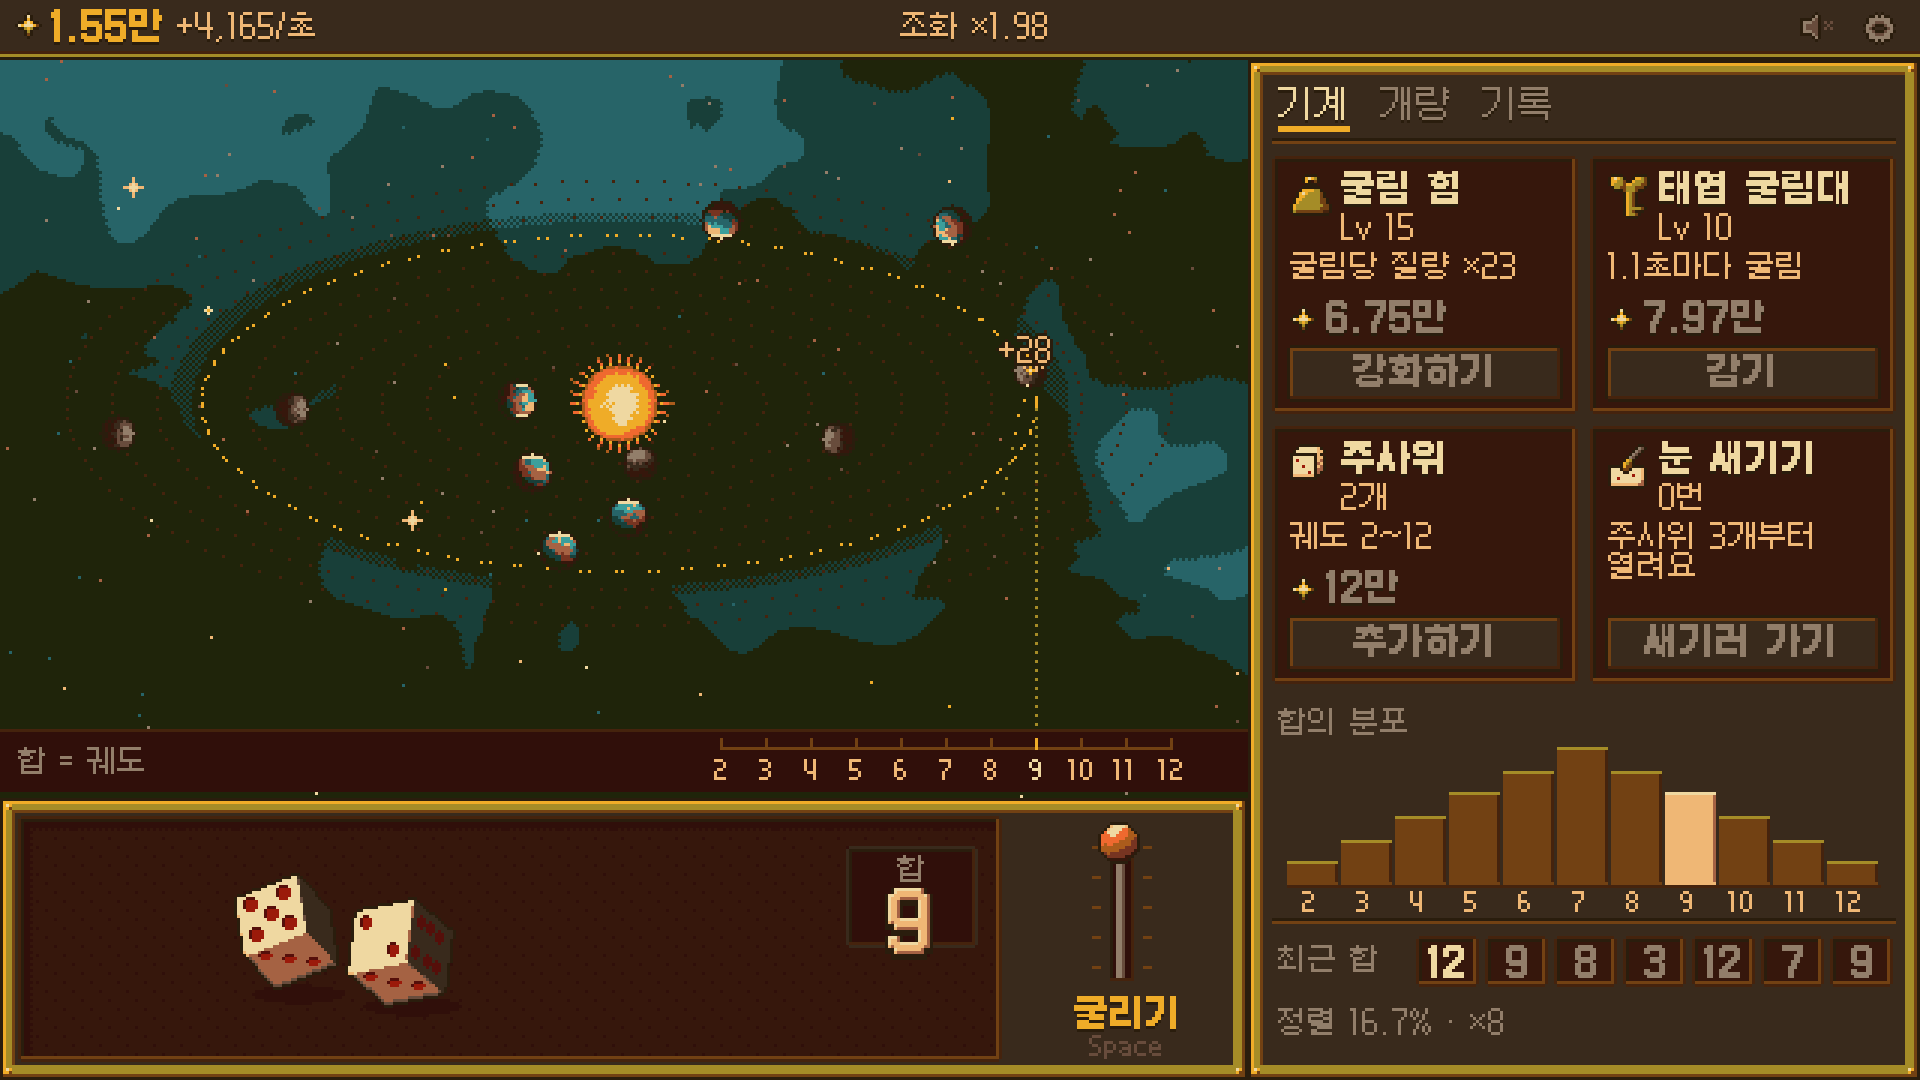 1.55만 +4,165/초
조화 ×1.98
기계 개량 기록
굴림 힘
Lv 15
굴림당 질량 ×23
6.75만
강화하기
태엽 굴림대
Lv 10
1.1초마다 굴림
7.97만
감기
주사위
2개
궤도 2~12
12만
추가하기
눈 새기기
0번
주사위 3개부터
열려요
새기러 가기
+28
합 = 궤도
2 3 4 5 6 7 8 9 10 11 12
합
9
굴리기
Space
합의 분포
2 3 4 5 6 7 8 9 10 11 12
최근 합 12 9 8 3 12 7 9
정렬 16.7% · ×8